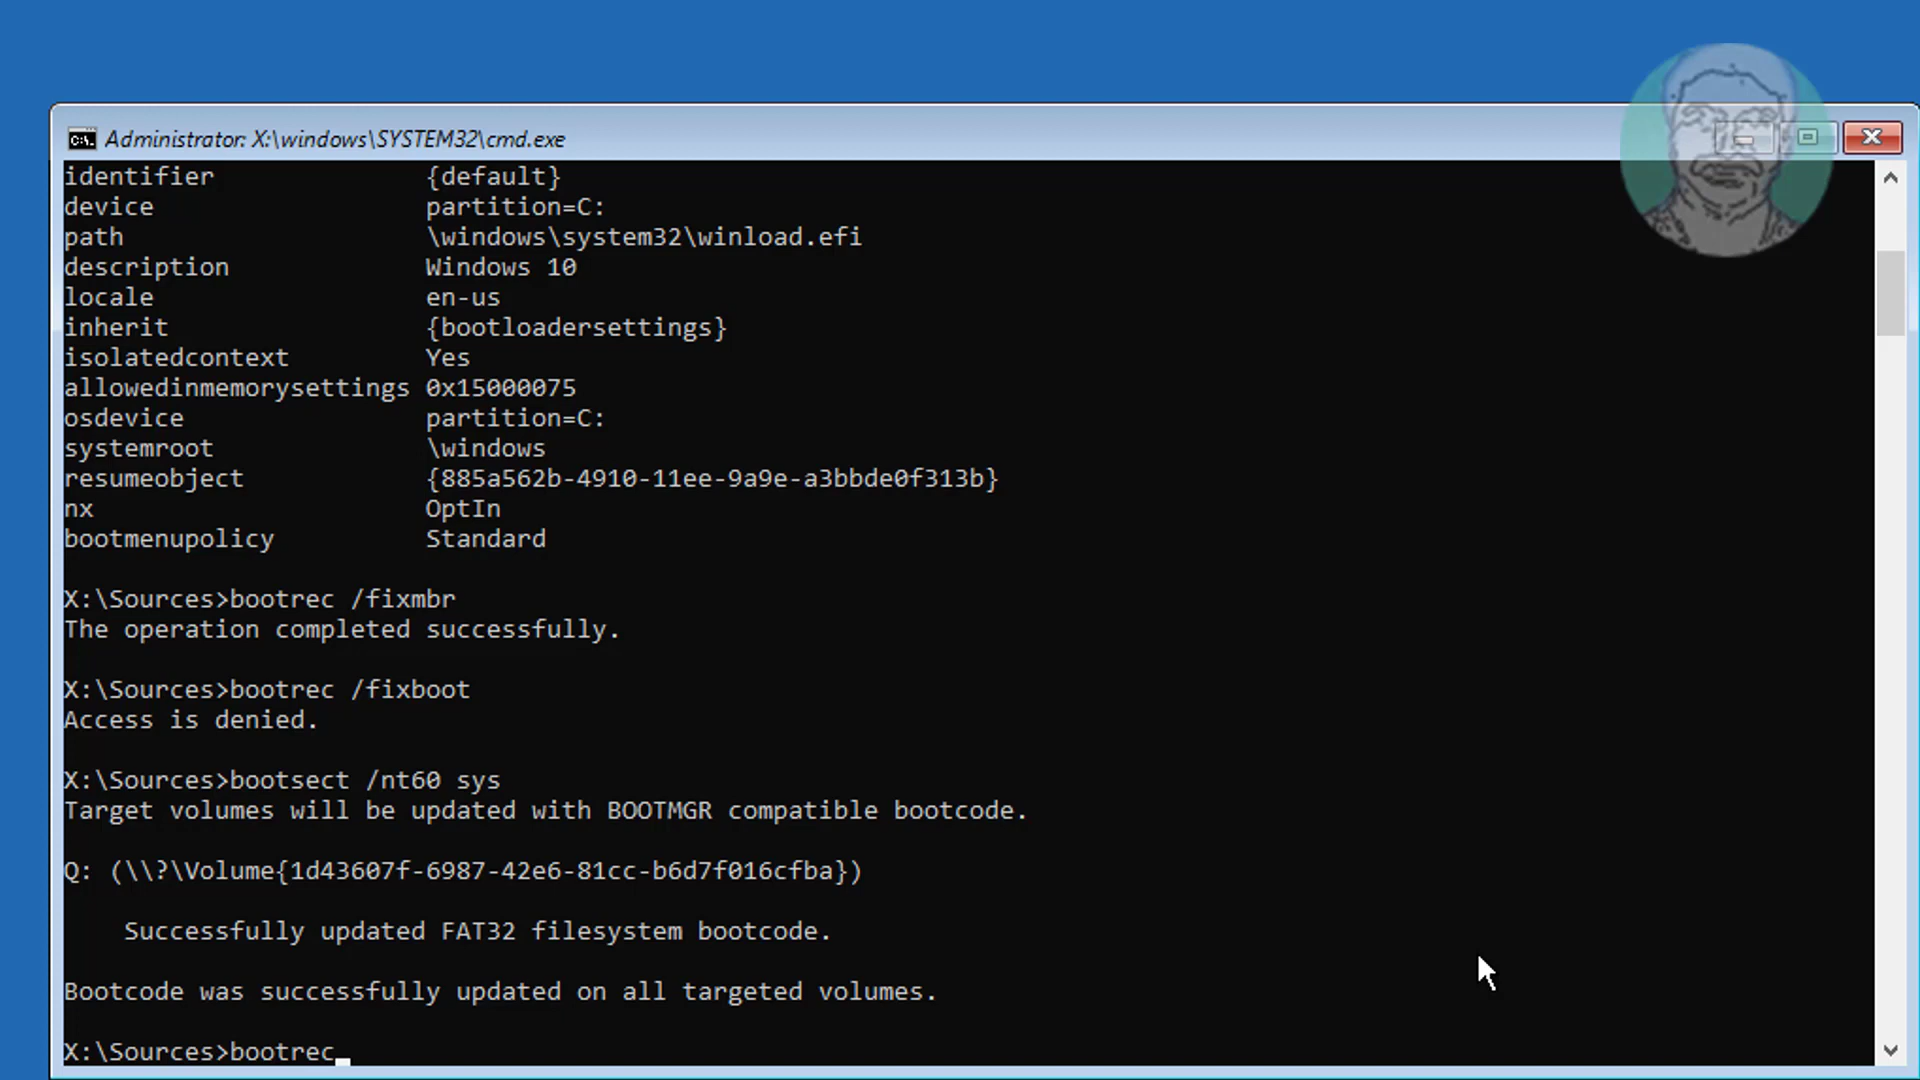 Administrator: X:\windows\SYSTEM32\cmd.exe
identifier {default}
device partition=C:
path \windows\system32\winload.efi
description Windows 10
locale en-us
inherit {bootloadersettings}
isolatedcontext Yes
allowedinmemorysettings 0x15000075
osdevice partition=C:
systemroot \windows
resumeobject {885a562b-4910-11ee-9a9e-a3bbde0f313b}
nx OptIn
bootmenupolicy Standard
X:\Sources>bootrec /fixmbr
The operation completed successfully.
X:\Sources>bootrec /fixboot
Access is denied.
X:\Sources>bootsect /nt60 sys
Target volumes will be updated with BOOTMGR compatible bootcode.
Q: (\\?\Volume{1d43607f-6987-42e6-81cc-b6d7f016cfba})
Successfully updated FAT32 filesystem bootcode.
Bootcode was successfully updated on all targeted volumes.
X:\Sources>bootrec_